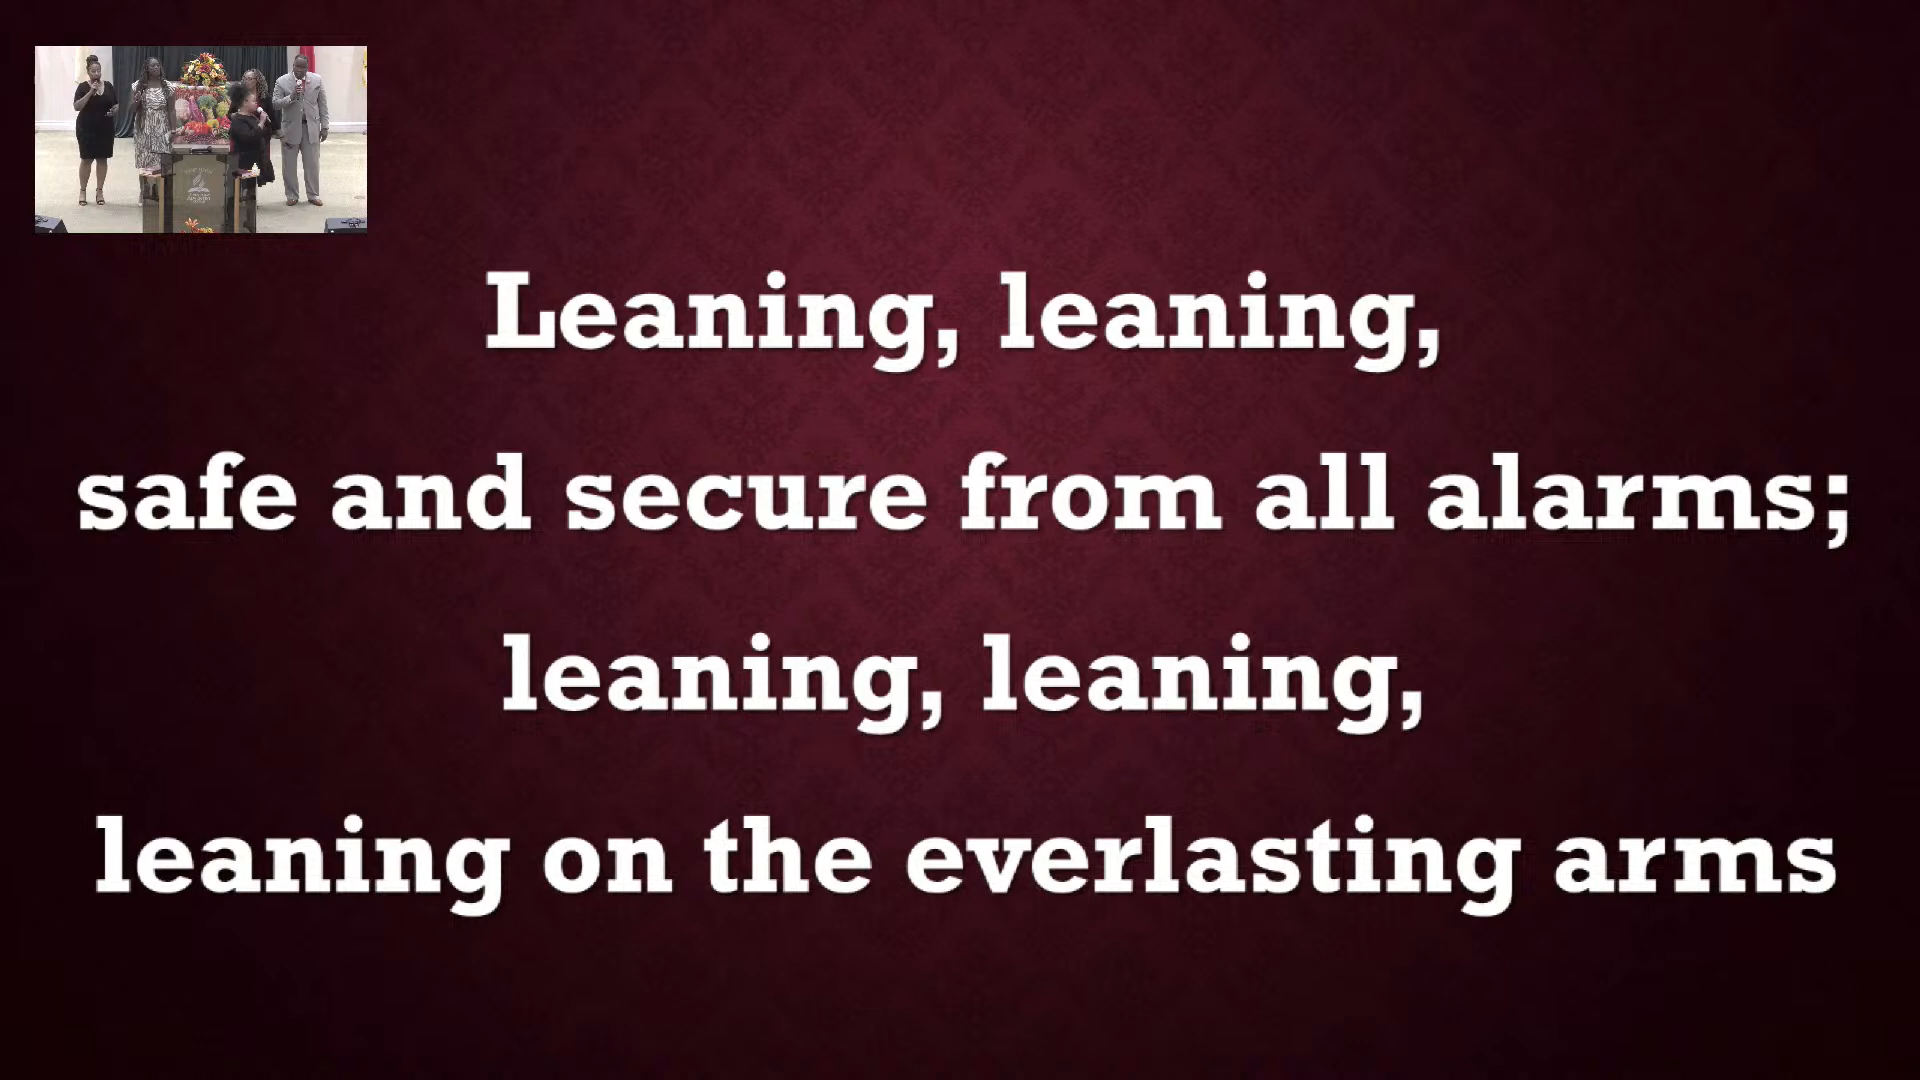 Leaning, leaning,
safe and secure from all alarms;
leaning, leaning,
leaning on the everlasting arms